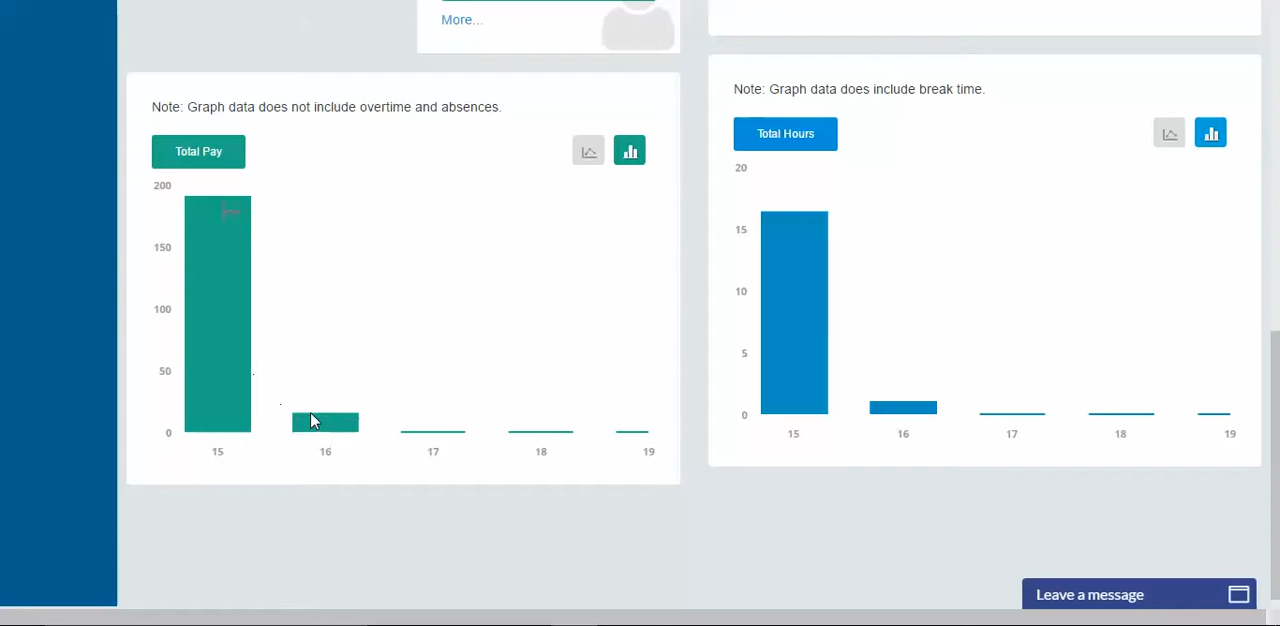 More...
Note: Graph data does not include overtime and absences.
Total Pay
200
150
100
50
0
15 16 17 18 19
Note: Graph data does include break time.
Total Hours
20
15
10
5
0
15 16 17 18 19
Leave a message